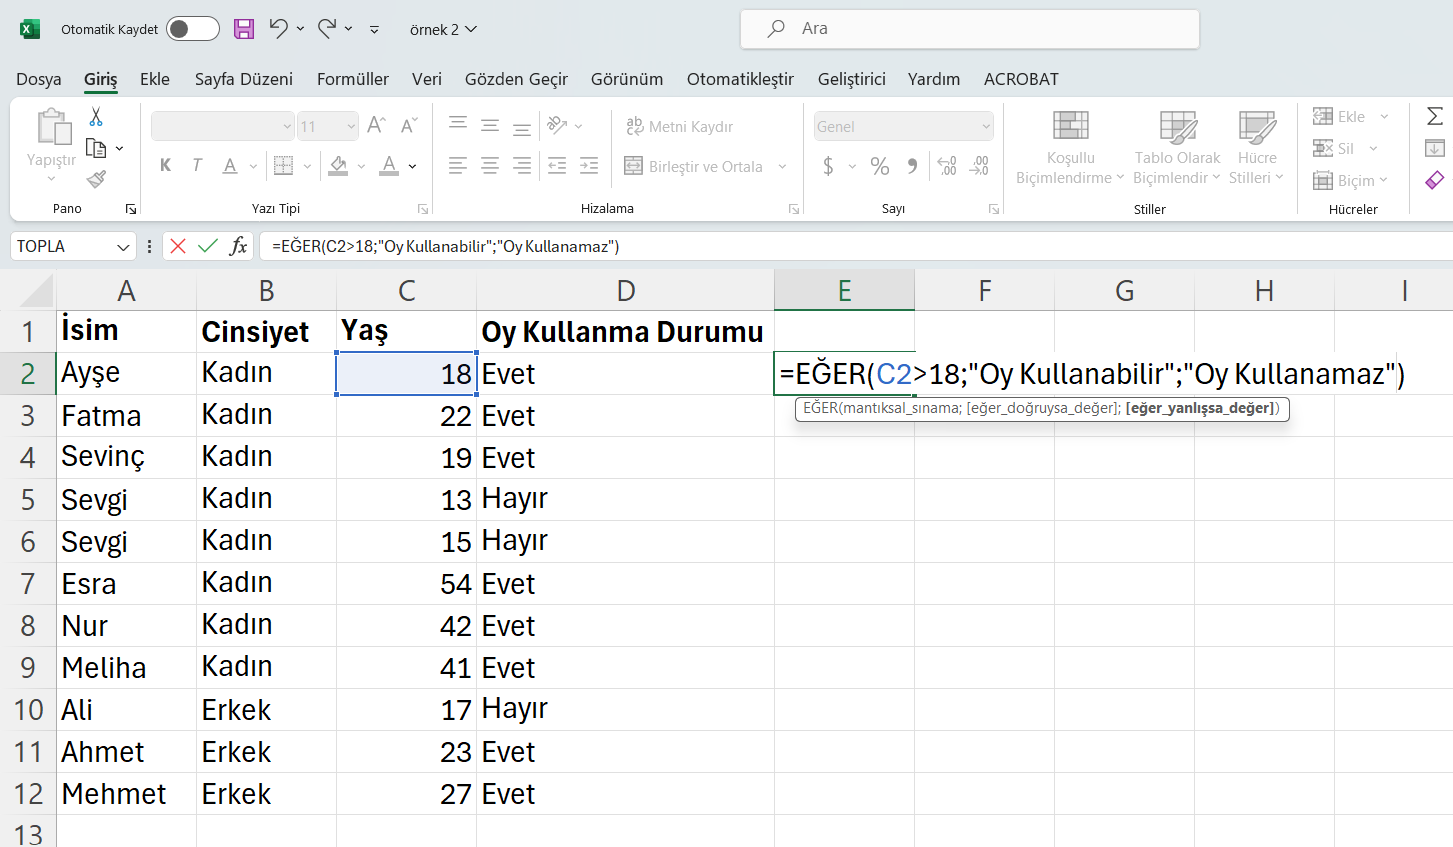 Otomatik Kaydet örnek 2 Ara
Dosya Giriş Ekle Sayfa Düzeni Formüller Veri Gözden Geçir Görünüm Otomatikleştir Geliştirici Yardım ACROBAT
Yapıştır 11 Metni Kaydır Genel Koşullu Biçimlendirme Tablo Olarak Biçimlendir Hücre Stilleri Ekle
K T A A Birleştir ve Ortala $ % Sil
Biçim
Pano Yazı Tipi Hizalama Sayı Stiller Hücreler
TOPLA fx =EĞER(C2>18;"Oy Kullanabilir";"Oy Kullanamaz")
A B C D E F G H I
1 İsim Cinsiyet Yaş Oy Kullanma Durumu
2 Ayşe Kadın 18 Evet =EĞER(C2>18;"Oy Kullanabilir";"Oy Kullanamaz")
EĞER(mantıksal_sınama; [eğer_doğruysa_değer]; [eğer_yanlışsa_değer])
3 Fatma Kadın 22 Evet
4 Sevinç Kadın 19 Evet
5 Sevgi Kadın 13 Hayır
6 Sevgi Kadın 15 Hayır
7 Esra Kadın 54 Evet
8 Nur Kadın 42 Evet
9 Meliha Kadın 41 Evet
10 Ali Erkek 17 Hayır
11 Ahmet Erkek 23 Evet
12 Mehmet Erkek 27 Evet
13